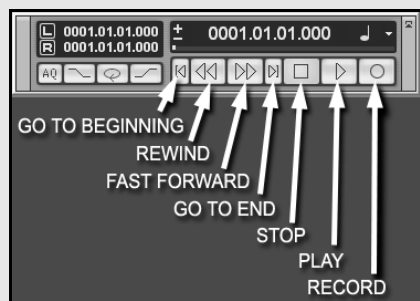 L 0001.01.01.000
R 0001.01.01.000
± 0001.01.01.000
AQ
GO TO BEGINNING
REWIND
FAST FORWARD
GO TO END
STOP
PLAY
RECORD